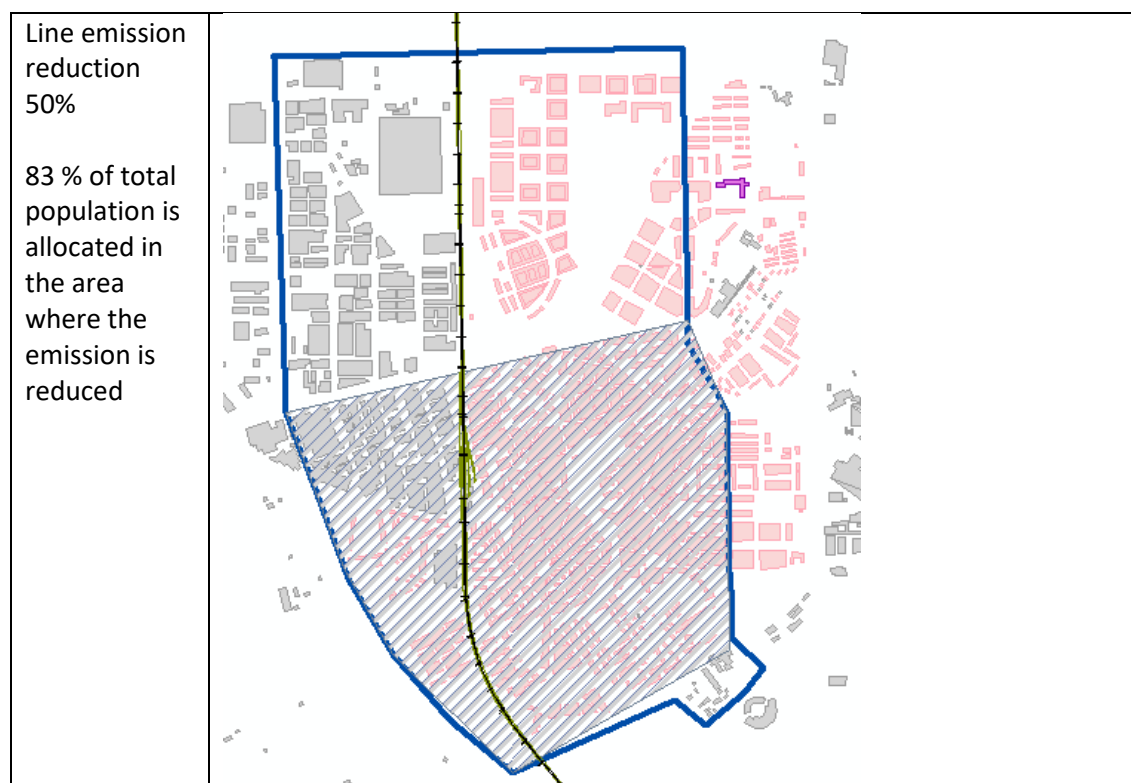 Line emission
reduction
50%
83 % of total
population is
allocated in
the area
where the
emission is
reduced